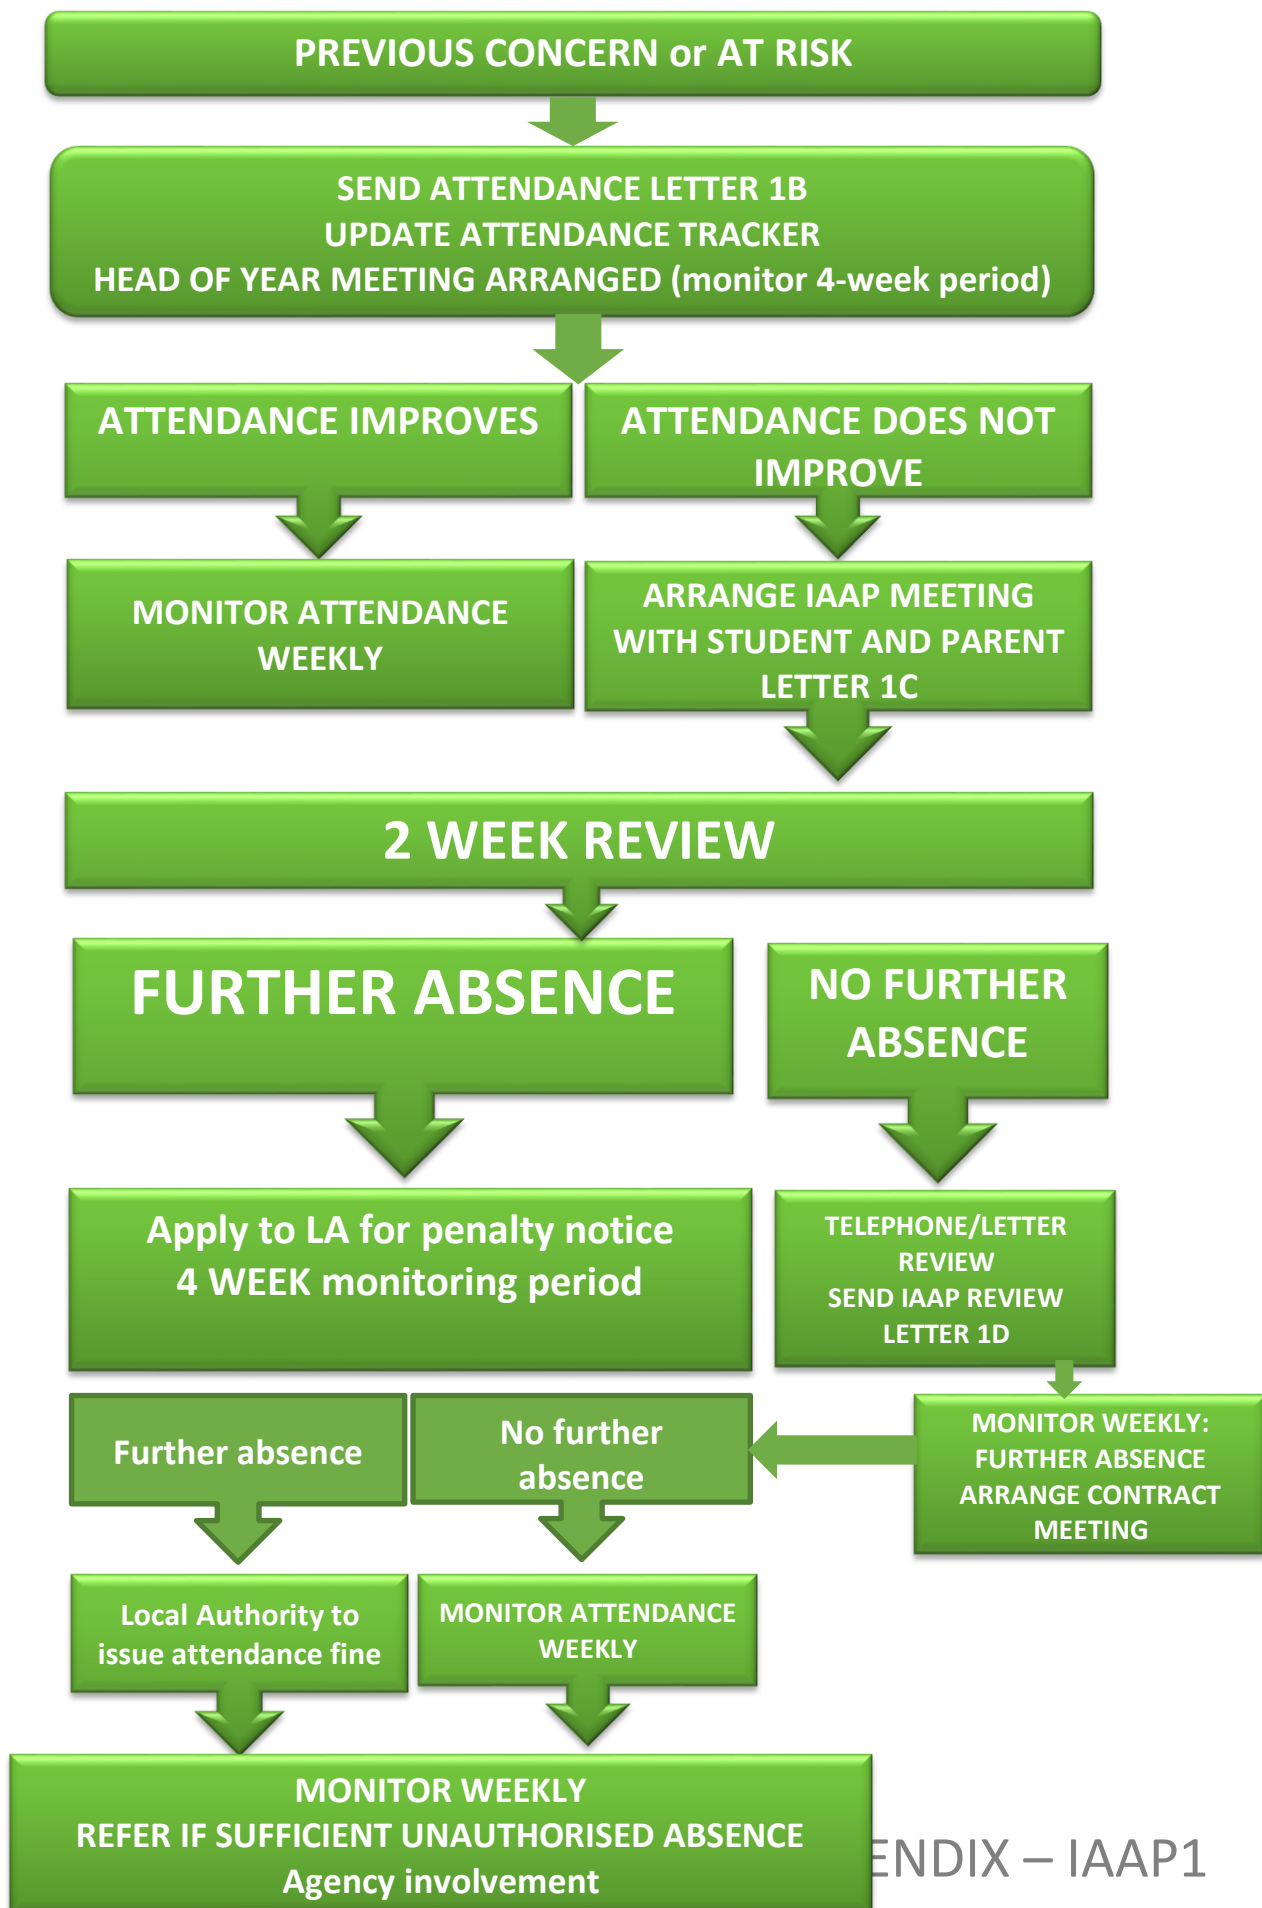 PREVIOUS CONCERN or AT RISK
SEND ATTENDANCE LETTER 1B
UPDATE ATTENDANCE TRACKER
HEAD OF YEAR MEETING ARRANGED (monitor 4-week period)
ATTENDANCE IMPROVES
ATTENDANCE DOES NOT
IMPROVE
MONITOR ATTENDANCE
WEEKLY
ARRANGE IAAP MEETING
WITH STUDENT AND PARENT
LETTER 1C
2 WEEK REVIEW
FURTHER ABSENCE
NO FURTHER
ABSENCE
Apply to LA for penalty notice
4 WEEK monitoring period
TELEPHONE/LETTER
REVIEW
SEND IAAP REVIEW
LETTER 1D
Further absence
No further
absence
MONITOR WEEKLY:
FURTHER ABSENCE
ARRANGE CONTRACT
MEETING
Local Authority to
issue attendance fine
MONITOR ATTENDANCE
WEEKLY
MONITOR WEEKLY
REFER IF SUFFICIENT UNAUTHORISED ABSENCE
Agency involvement
ENDIX – IAAP1